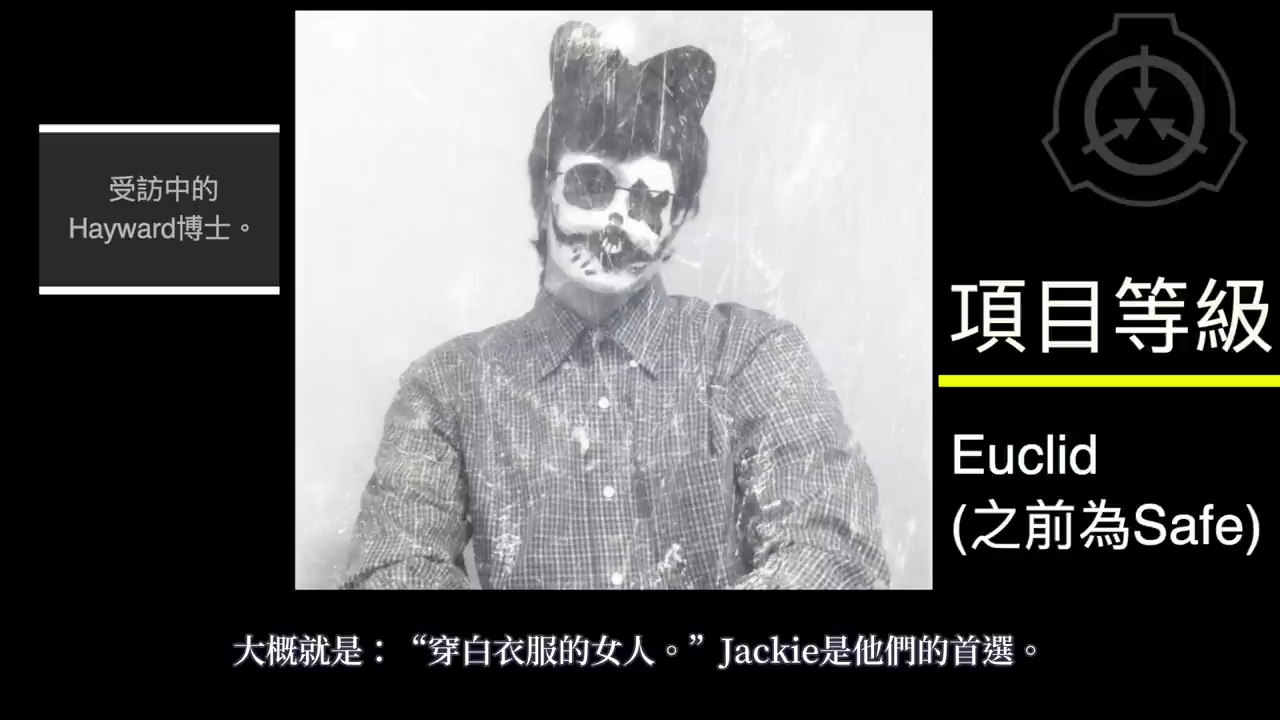 受訪中的
Hayward博士。
項目等級
Euclid
(之前為Safe)
大概就是：“穿白衣服的女人。”Jackie是他們的首選。